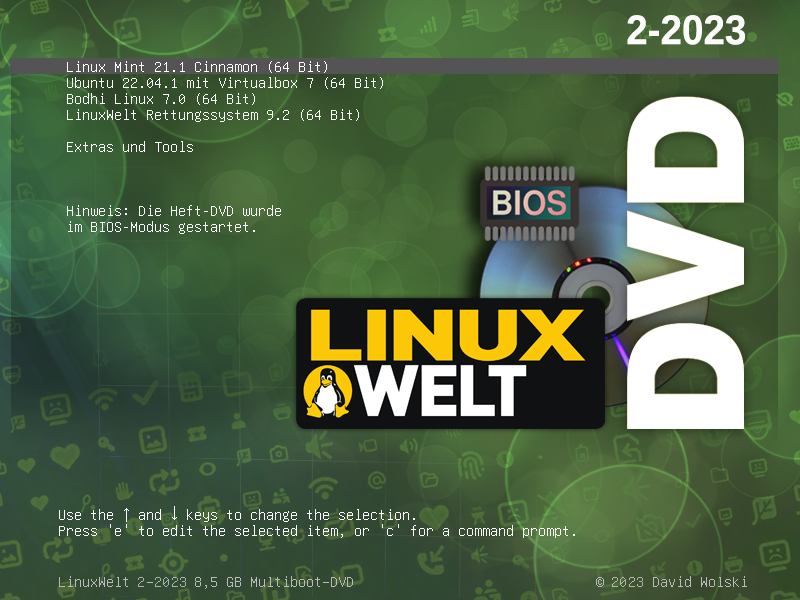 2-2023
Linux Mint 21.1 Cinnamon (64 Bit)
Ubuntu 22.04.1 mit Virtualbox 7 (64 Bit)
Bodhi Linux 7.0 (64 Bit)
LinuxWelt Rettungssystem 9.2 (64 Bit)
Extras und Tools
Hinweis: Die Heft-DVD wurde
im BIOS-Modus gestartet.
BIOS
DVD
LINUX
WELT
Use the ↑ and ↓ keys to change the selection.
Press 'e' to edit the selected item, or 'c' for a command prompt.
LinuxWelt 2-2023 8,5 GB Multiboot-DVD
© 2023 David Wolski